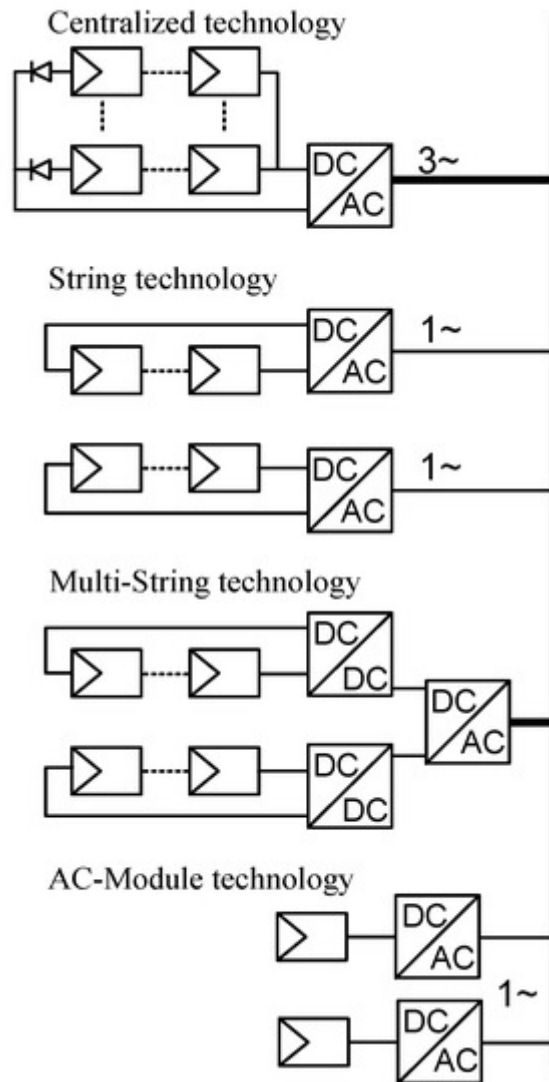 Centralized technology
DC
AC
3~
String technology
DC
AC
1~
DC
AC
1~
Multi-String technology
DC
DC
DC
AC
DC
DC
AC-Module technology
DC
AC
1~
DC
AC